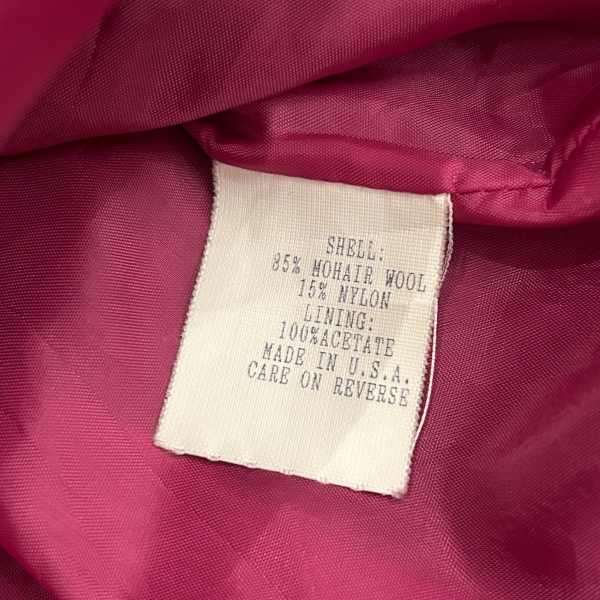 SHELL:
85% MOHAIR WOOL
15% NYLON
LINING:
100%ACETATE
MADE IN U.S.A.
CARE ON REVERSE